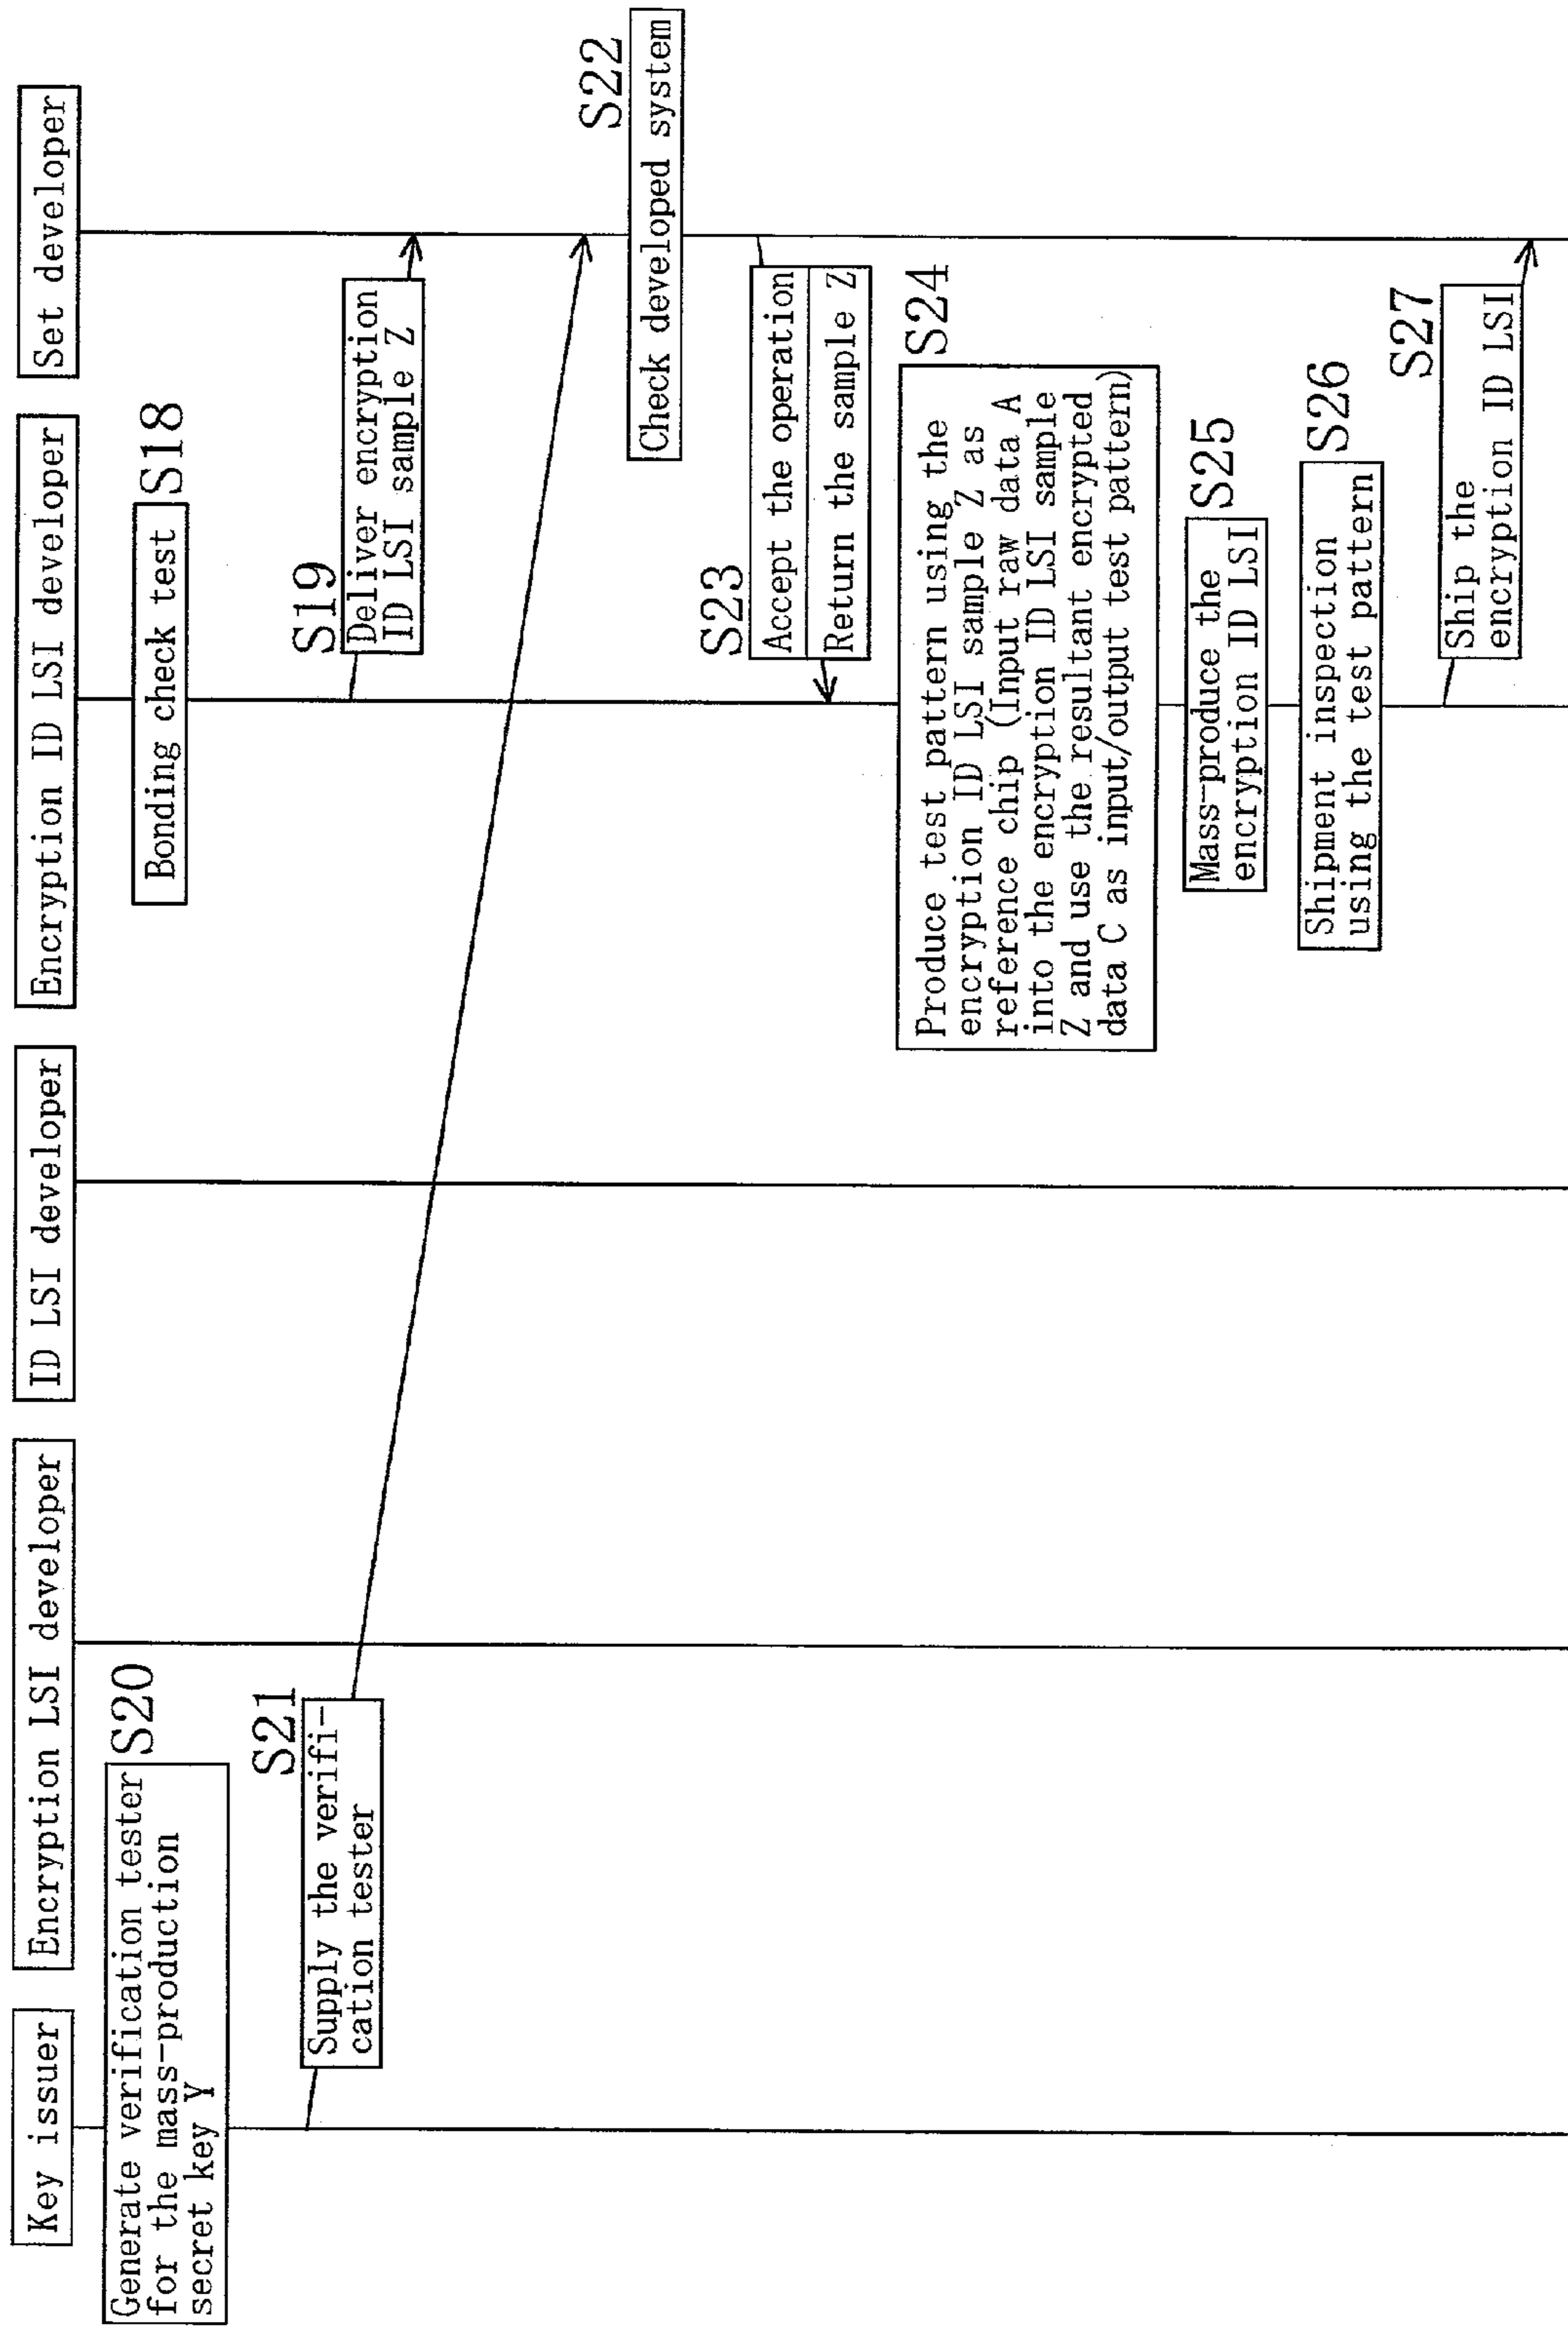 Key issuer
Encryption LSI developer
ID LSI developer
Encryption ID LSI developer
Set developer
Bonding check test
S18
S19
Deliver encryption
ID LSI sample Z
Generate verification tester
for the mass-production
secret key Y
S20
S21
Supply the verifi-
cation tester
S22
Check developed system
S23
Accept the operation
Return the sample Z
S24
Produce test pattern using the
encryption ID LSI sample Z as
reference chip (Input raw data A
into the encryption ID LSI sample
Z and use the resultant encrypted
data C as input/output test pattern)
Mass-produce the
encryption ID LSI
S25
Shipment inspection
using the test pattern
S26
S27
Ship the
encryption ID LSI